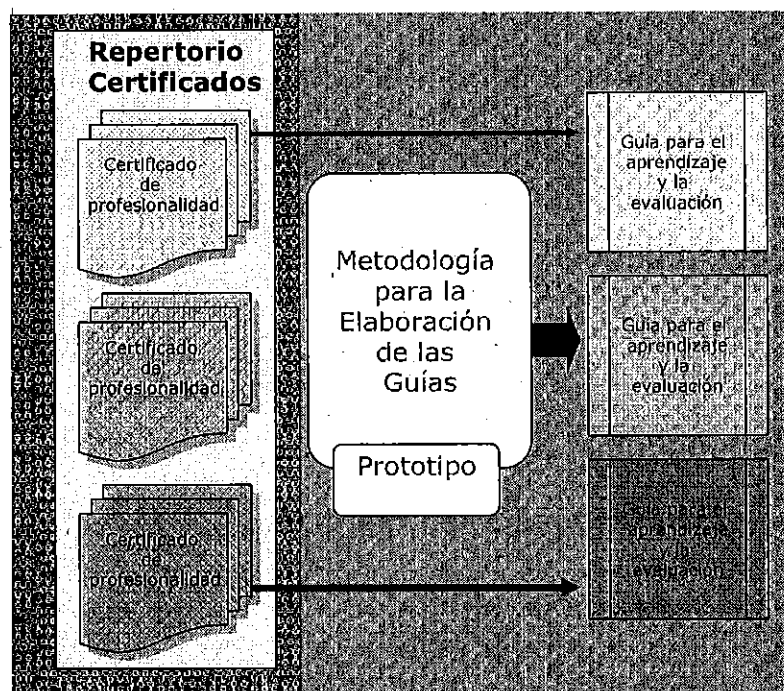 Repertorio
Certificados
Certificado
de
profesionalidad
Certificado
de
profesionalidad
Certificado
de
profesionalidad
Metodología
para la
Elaboración
de las
Guías
Prototipo
Guía para el
aprendizaje
y la
evaluación
Guía para el
aprendizaje
y la
evaluación
Guía para el
aprendizaje
y la
evaluación